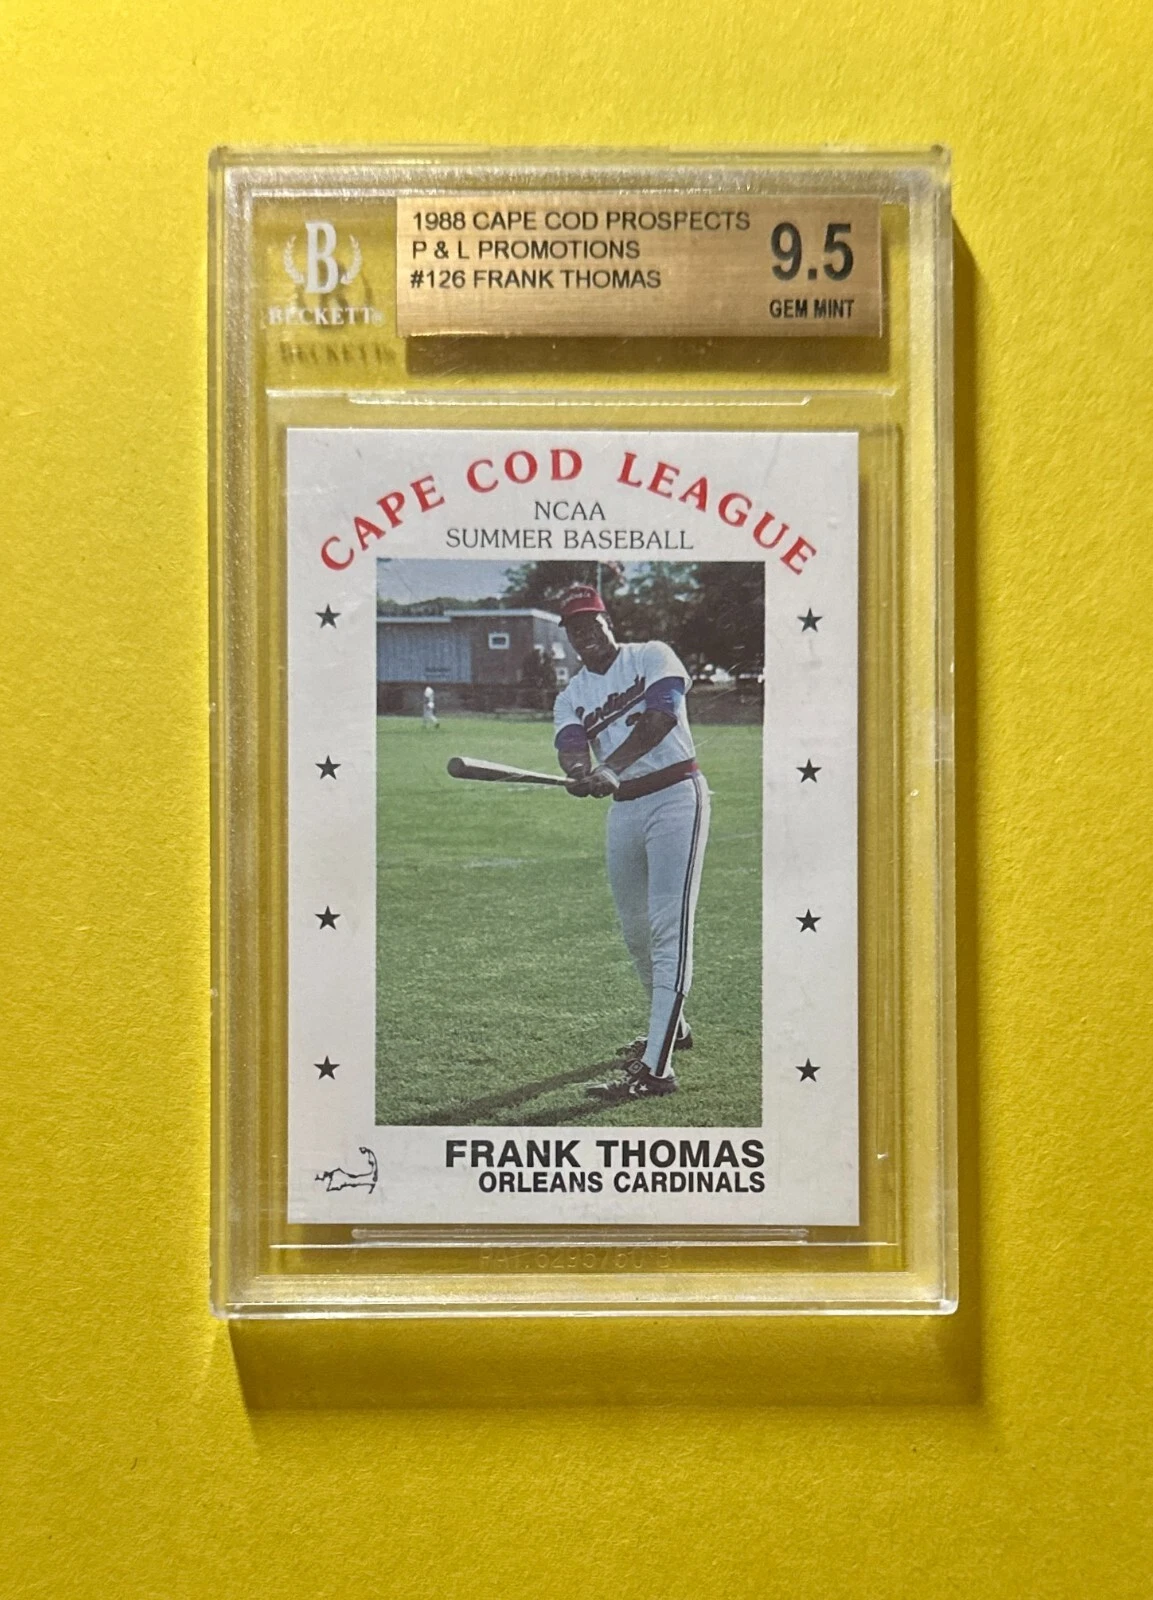 1988 CAPE COD PROSPECTS
P & L PROMOTIONS
#126 FRANK THOMAS
9.5
GEM MINT
B
BECKETT®
CAPE COD LEAGUE
NCAA
SUMMER BASEBALL
Cardinals
FRANK THOMAS
ORLEANS CARDINALS